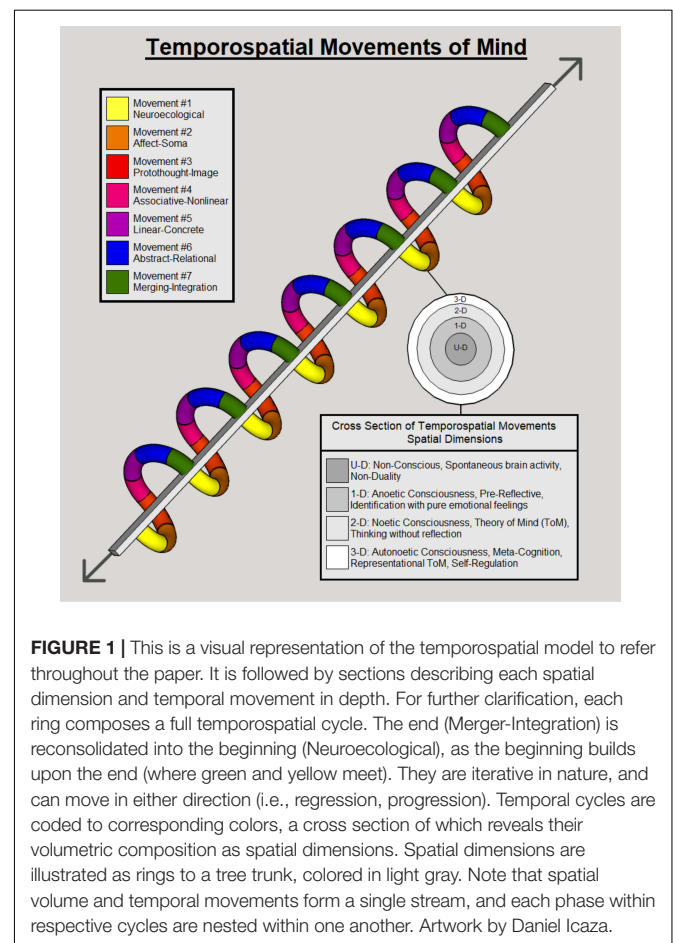 Temporospatial Movements of Mind
Movement #1
Neuroecological
Movement #2
Affect-Soma
Movement #3
Protothought-Image
Movement #4
Associative-Nonlinear
Movement #5
Linear-Concrete
Movement #6
Abstract-Relational
Movement #7
Merging-Integration
3-D
2-D
1-D
U-D
Cross Section of Temporospatial Movements
Spatial Dimensions
U-D: Non-Conscious, Spontaneous brain activity,
Non-Duality
1-D: Anoetic Consciousness, Pre-Reflective,
Identification with pure emotional feelings
2-D: Noetic Consciousness, Theory of Mind (ToM),
Thinking without reflection
3-D: Autonoetic Consciousness, Meta-Cognition,
Representational ToM, Self-Regulation
FIGURE 1 | This is a visual representation of the temporospatial model to refer
throughout the paper. It is followed by sections describing each spatial
dimension and temporal movement in depth. For further clarification, each
ring composes a full temporospatial cycle. The end (Merger-Integration) is
reconsolidated into the beginning (Neuroecological), as the beginning builds
upon the end (where green and yellow meet). They are iterative in nature, and
can move in either direction (i.e., regression, progression). Temporal cycles are
coded to corresponding colors, a cross section of which reveals their
volumetric composition as spatial dimensions. Spatial dimensions are
illustrated as rings to a tree trunk, colored in light gray. Note that spatial
volume and temporal movements form a single stream, and each phase within
respective cycles are nested within one another. Artwork by Daniel Icaza.